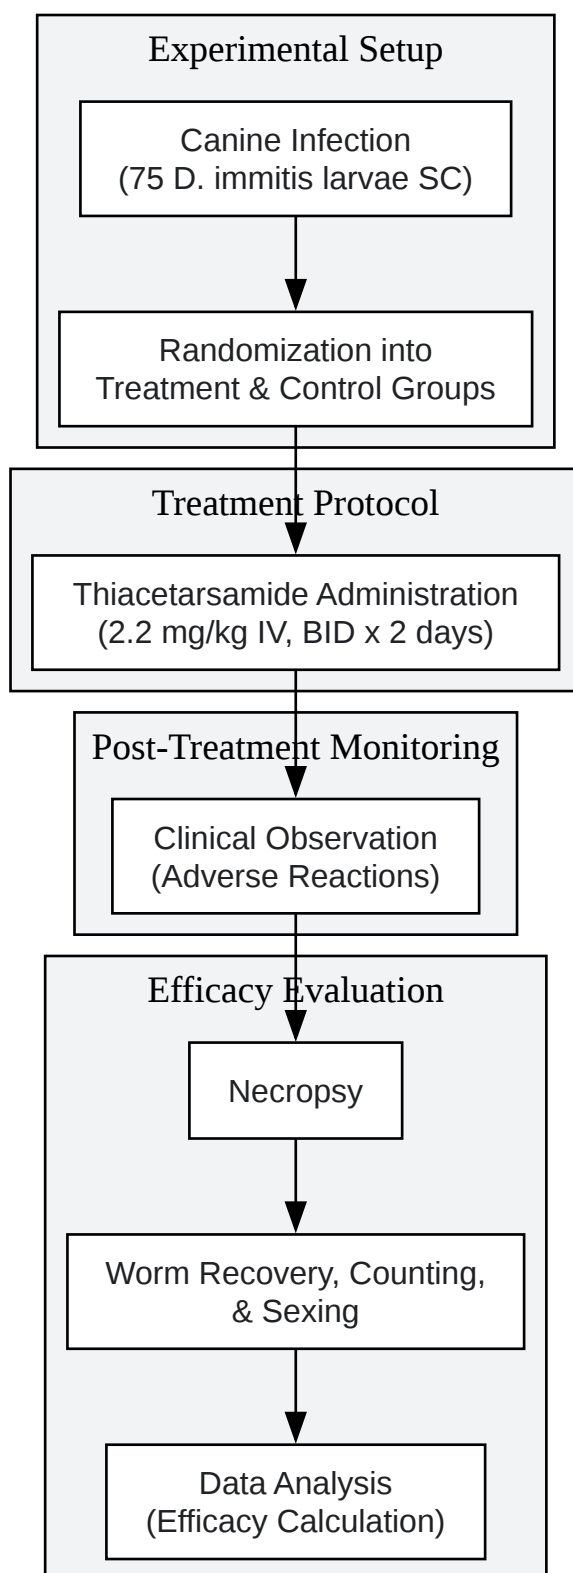 Experimental Setup
Canine Infection
(75 D. immitis larvae SC)
Randomization into
Treatment & Control Groups
Treatment Protocol
Thiacetarsamide Administration
(2.2 mg/kg IV, BID x 2 days)
Post-Treatment Monitoring
Clinical Observation
(Adverse Reactions)
Efficacy Evaluation
Necropsy
Worm Recovery, Counting,
& Sexing
Data Analysis
(Efficacy Calculation)